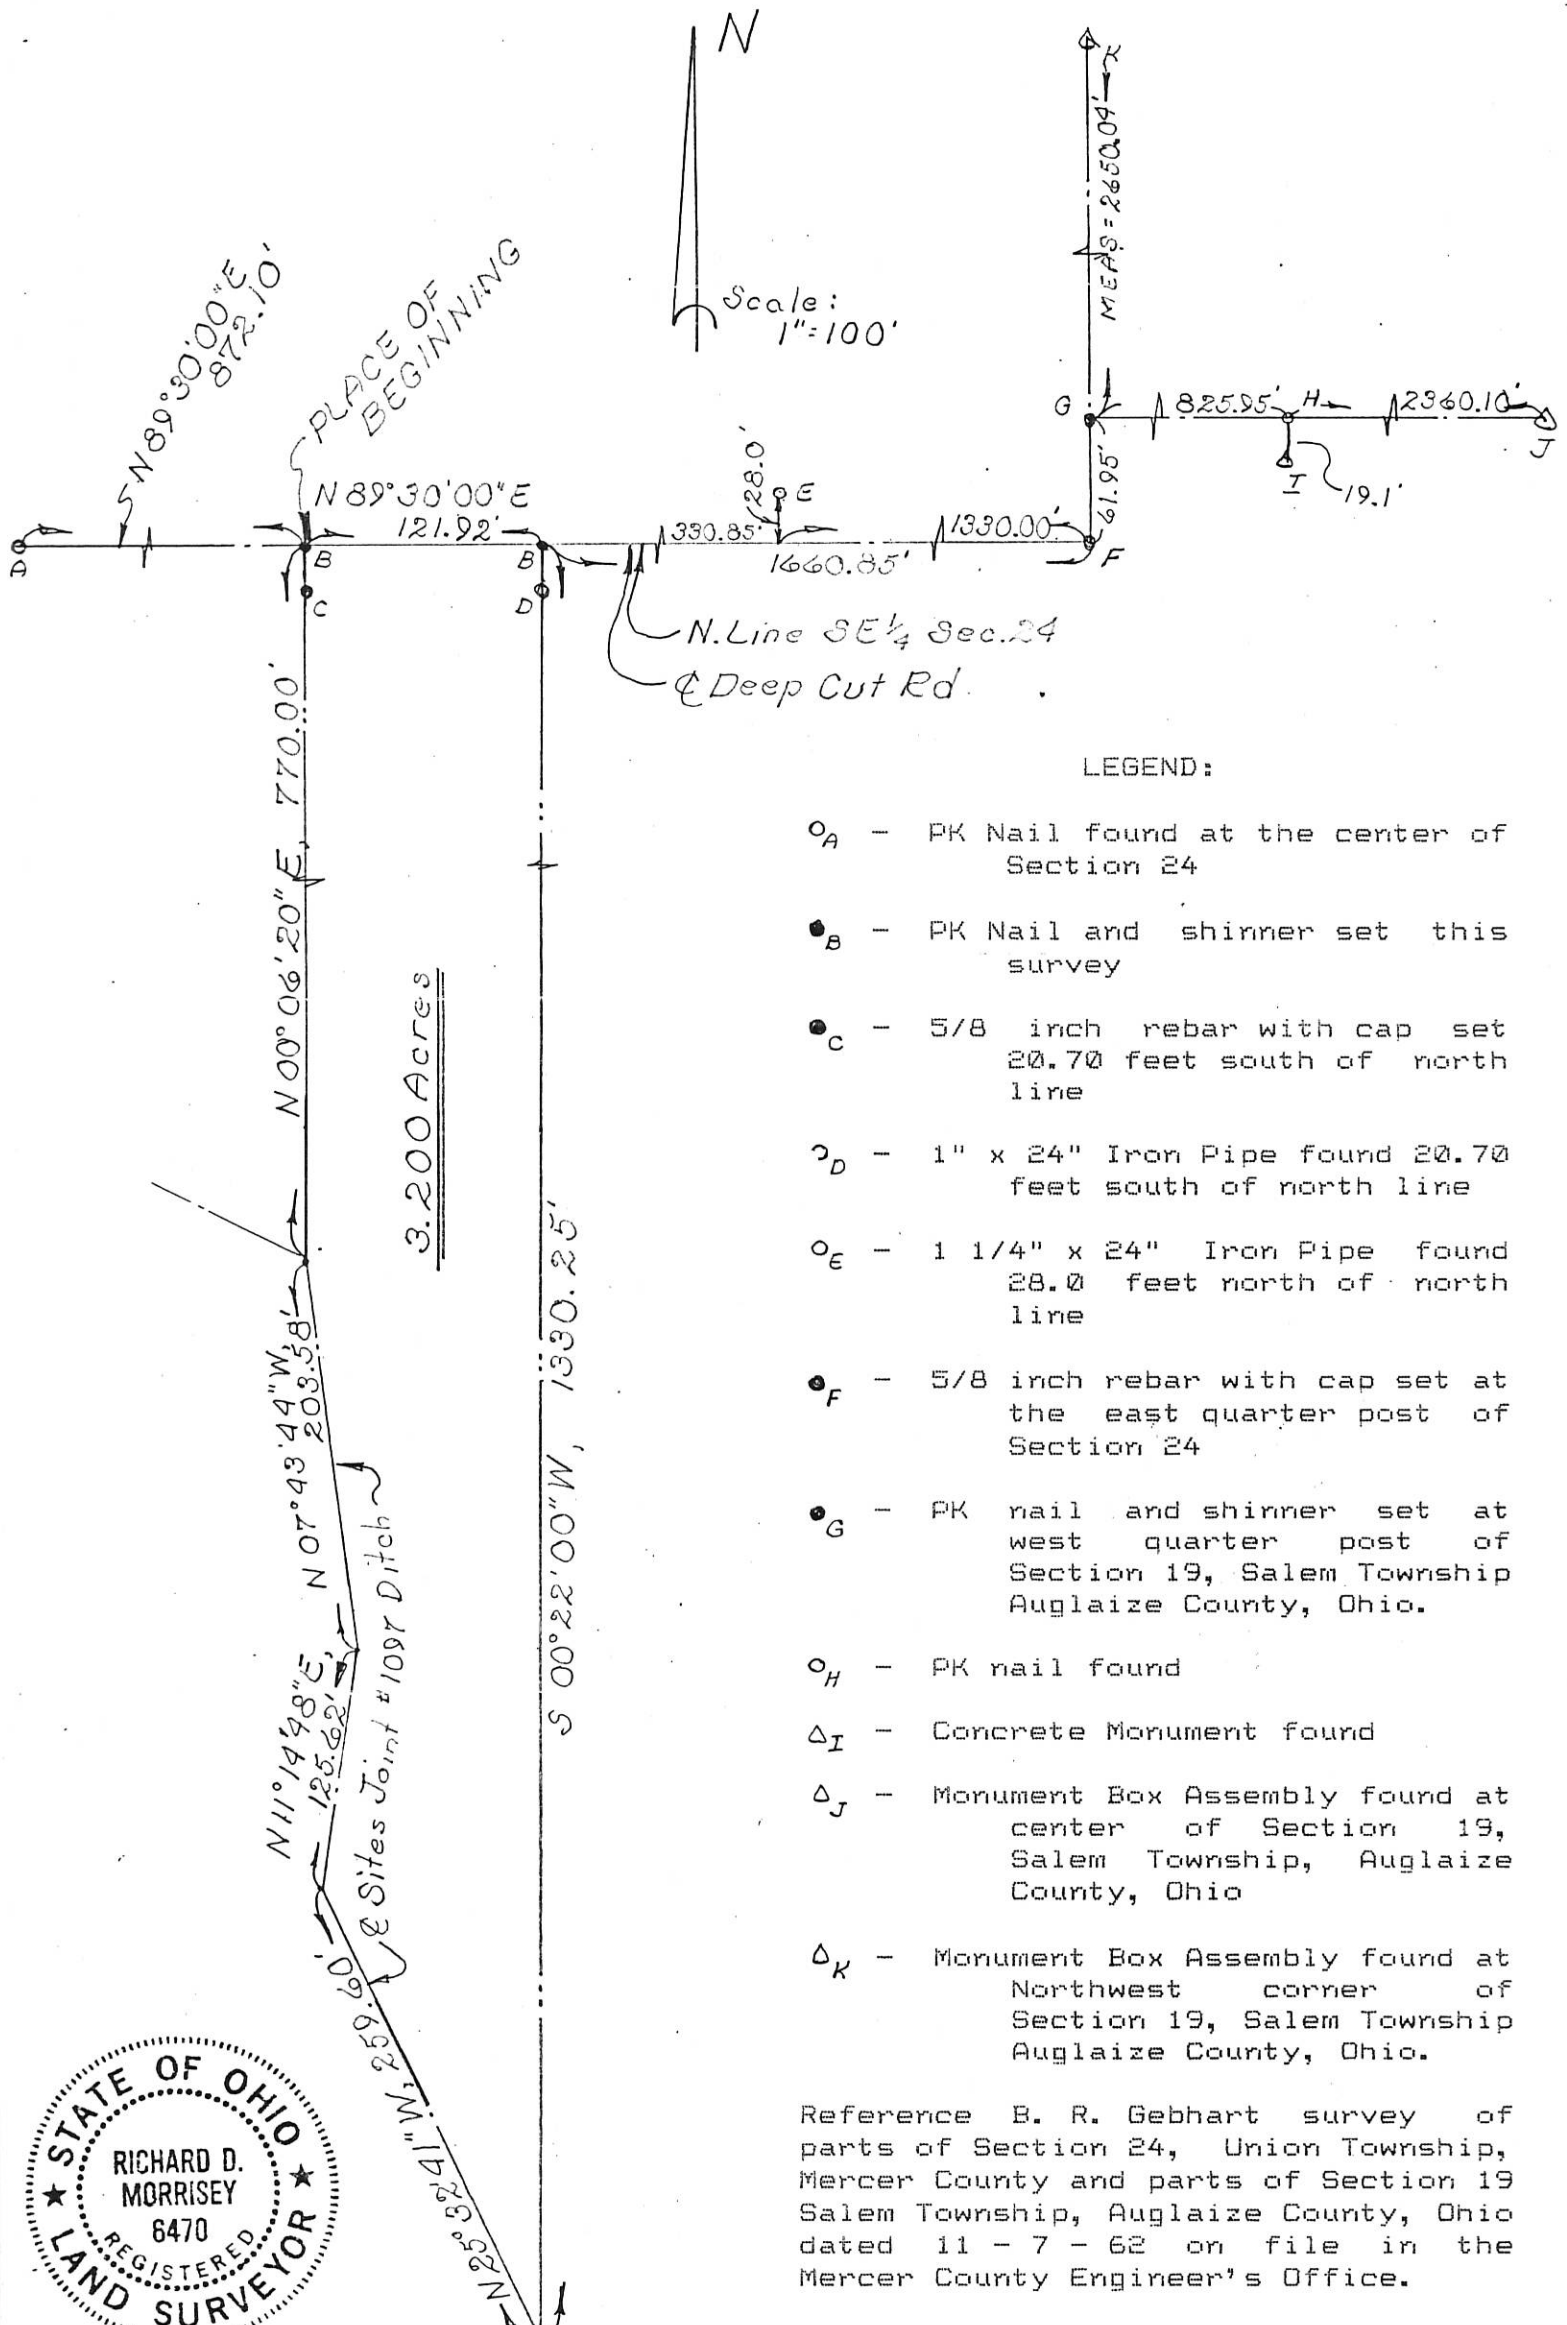 N
Scale:
1"=100'
K
MEAS=2650.04'
N89°30'00"E
872.10'
PLACE OF
BEGINNING
G
825.95'
H
2360.10'
J
I
19.1'
61.95'
N89°30'00"E
121.92'
28.0'
E
330.85'
1330.00'
1660.85'
A
B
B
F
C
D
N. Line SE¼ Sec.24
℄ Deep Cut Rd.
N00°06'20"E, 770.00'
3.200 Acres
S 00°22'00"W, 1330.25'
N 07°43'44"W,
203.58'
N11°14'48"E,
125.62'
℄ Sites Joint #1097 Ditch
N25°32'41"W, 259.60'
LEGEND:
A - PK Nail found at the center of
Section 24
B - PK Nail and shinner set this
survey
C - 5/8 inch rebar with cap set
20.70 feet south of north
line
D - 1" x 24" Iron Pipe found 20.70
feet south of north line
E - 1 1/4" x 24" Iron Pipe found
28.0 feet north of north
line
F - 5/8 inch rebar with cap set at
the east quarter post of
Section 24
G - PK nail and shinner set at
west quarter post of
Section 19, Salem Township
Auglaize County, Ohio.
H - PK nail found
I - Concrete Monument found
J - Monument Box Assembly found at
center of Section 19,
Salem Township, Auglaize
County, Ohio
K - Monument Box Assembly found at
Northwest corner of
Section 19, Salem Township
Auglaize County, Ohio.
Reference B. R. Gebhart survey of
parts of Section 24, Union Township,
Mercer County and parts of Section 19
Salem Township, Auglaize County, Ohio
dated 11 - 7 - 62 on file in the
Mercer County Engineer's Office.
STATE OF OHIO
RICHARD D.
MORRISEY
6470
REGISTERED
LAND SURVEYOR